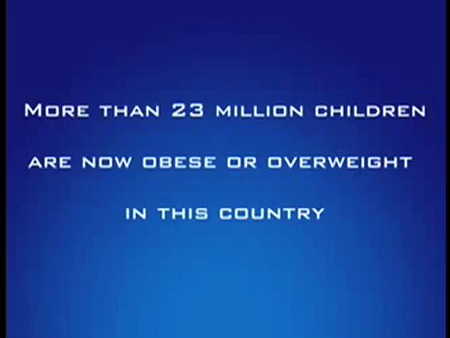 More than 23 million children
are now obese or overweight
in this country